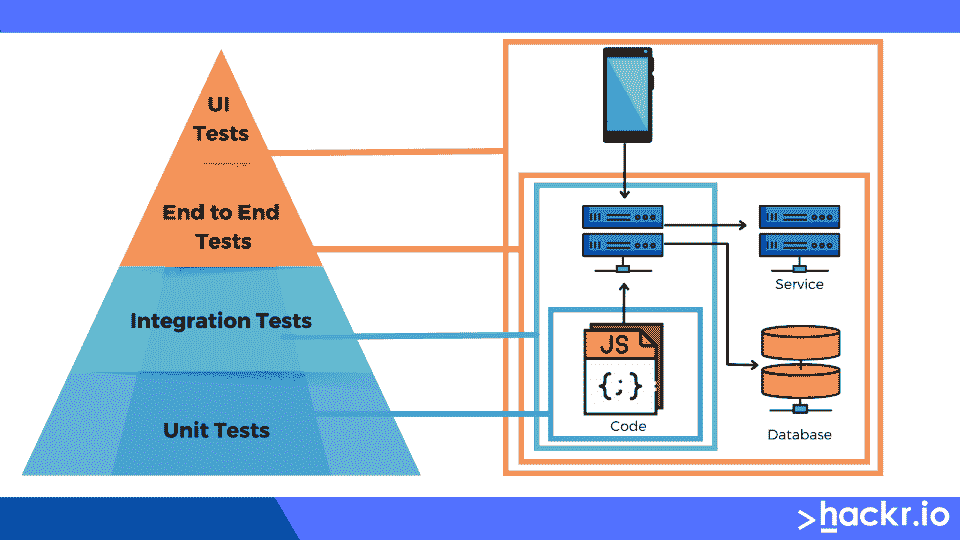 UI
Tests
End to End
Tests
Integration Tests
Unit Tests
JS
{;}
Code
Service
Database
>hackr.io